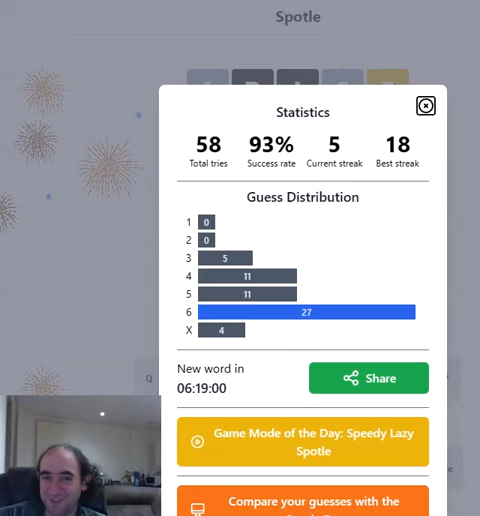 Spotle
Statistics
58 93% 5 18
Total tries Success rate Current streak Best streak
Guess Distribution
1 0
2 0
3 5
4 11
5 11
6 27
X 4
New word in
06:19:00
Share
Game Mode of the Day: Speedy Lazy
Spotle
Compare your guesses with the